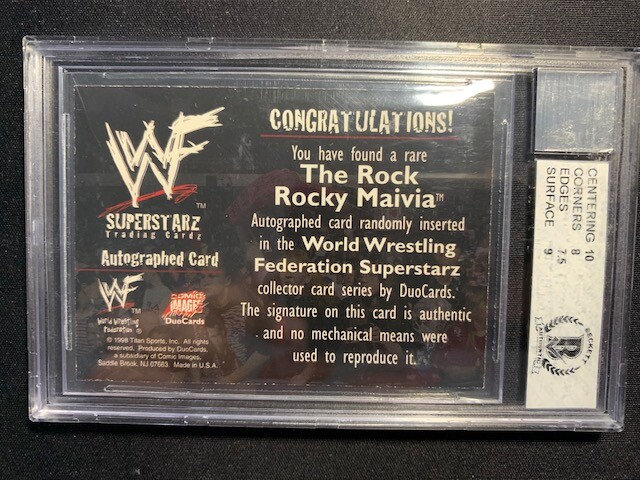 WF
SUPERSTARZ
Trading Cardz
TM
Autographed Card
WF
World Wrestling
Federation ®
COMIC
IMAGES
DuoCards
© 1998 Titan Sports, Inc. All rights
reserved. Produced by DuoCards,
a subsidiary of Comic Images,
Saddle Brook, NJ 07663. Made in U.S.A.
CONGRATULATIONS!
You have found a rare
The Rock
Rocky Maivia™
Autographed card randomly inserted
in the World Wrestling
Federation Superstarz
collector card series by DuoCards.
The signature on this card is authentic
and no mechanical means were
used to reproduce it.
CENTERING 10
CORNERS 8
EDGES 7.5
SURFACE 9
BECKETT
AUTHENTIC